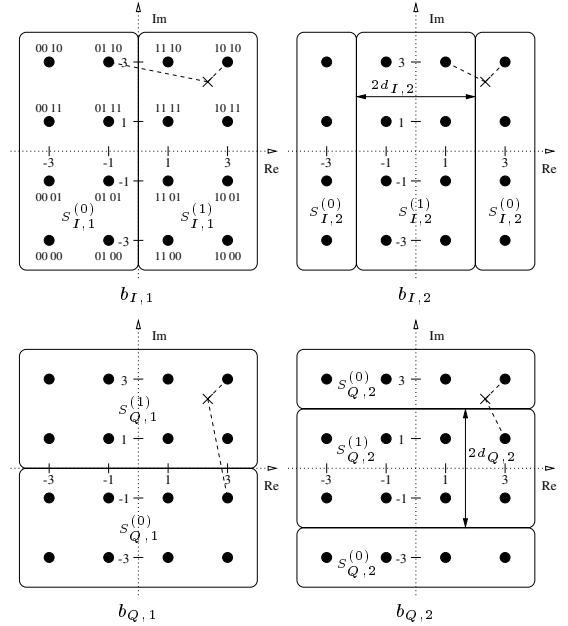 Im
00 10 01 10 11 10 10 10
3
00 11 01 11 11 11 10 11
1
-3 -1 1 3
Re
-1
00 01 01 01 11 01 10 01
S_{I,1}^{(0)} S_{I,1}^{(1)}
-3
00 00 01 00 11 00 10 00
b_{I,1}
Im
3
2d_{I,2}
1
-3 -1 1 3
Re
-1
S_{I,2}^{(0)} S_{I,2}^{(1)} S_{I,2}^{(0)}
-3
b_{I,2}
Im
3
S_{Q,1}^{(1)}
1
-3 -1 1 3
Re
-1
S_{Q,1}^{(0)}
-3
b_{Q,1}
Im
3
S_{Q,2}^{(0)}
1
S_{Q,2}^{(1)} 2d_{Q,2}
-3 -1 1 3
Re
-1
-3
S_{Q,2}^{(0)}
b_{Q,2}